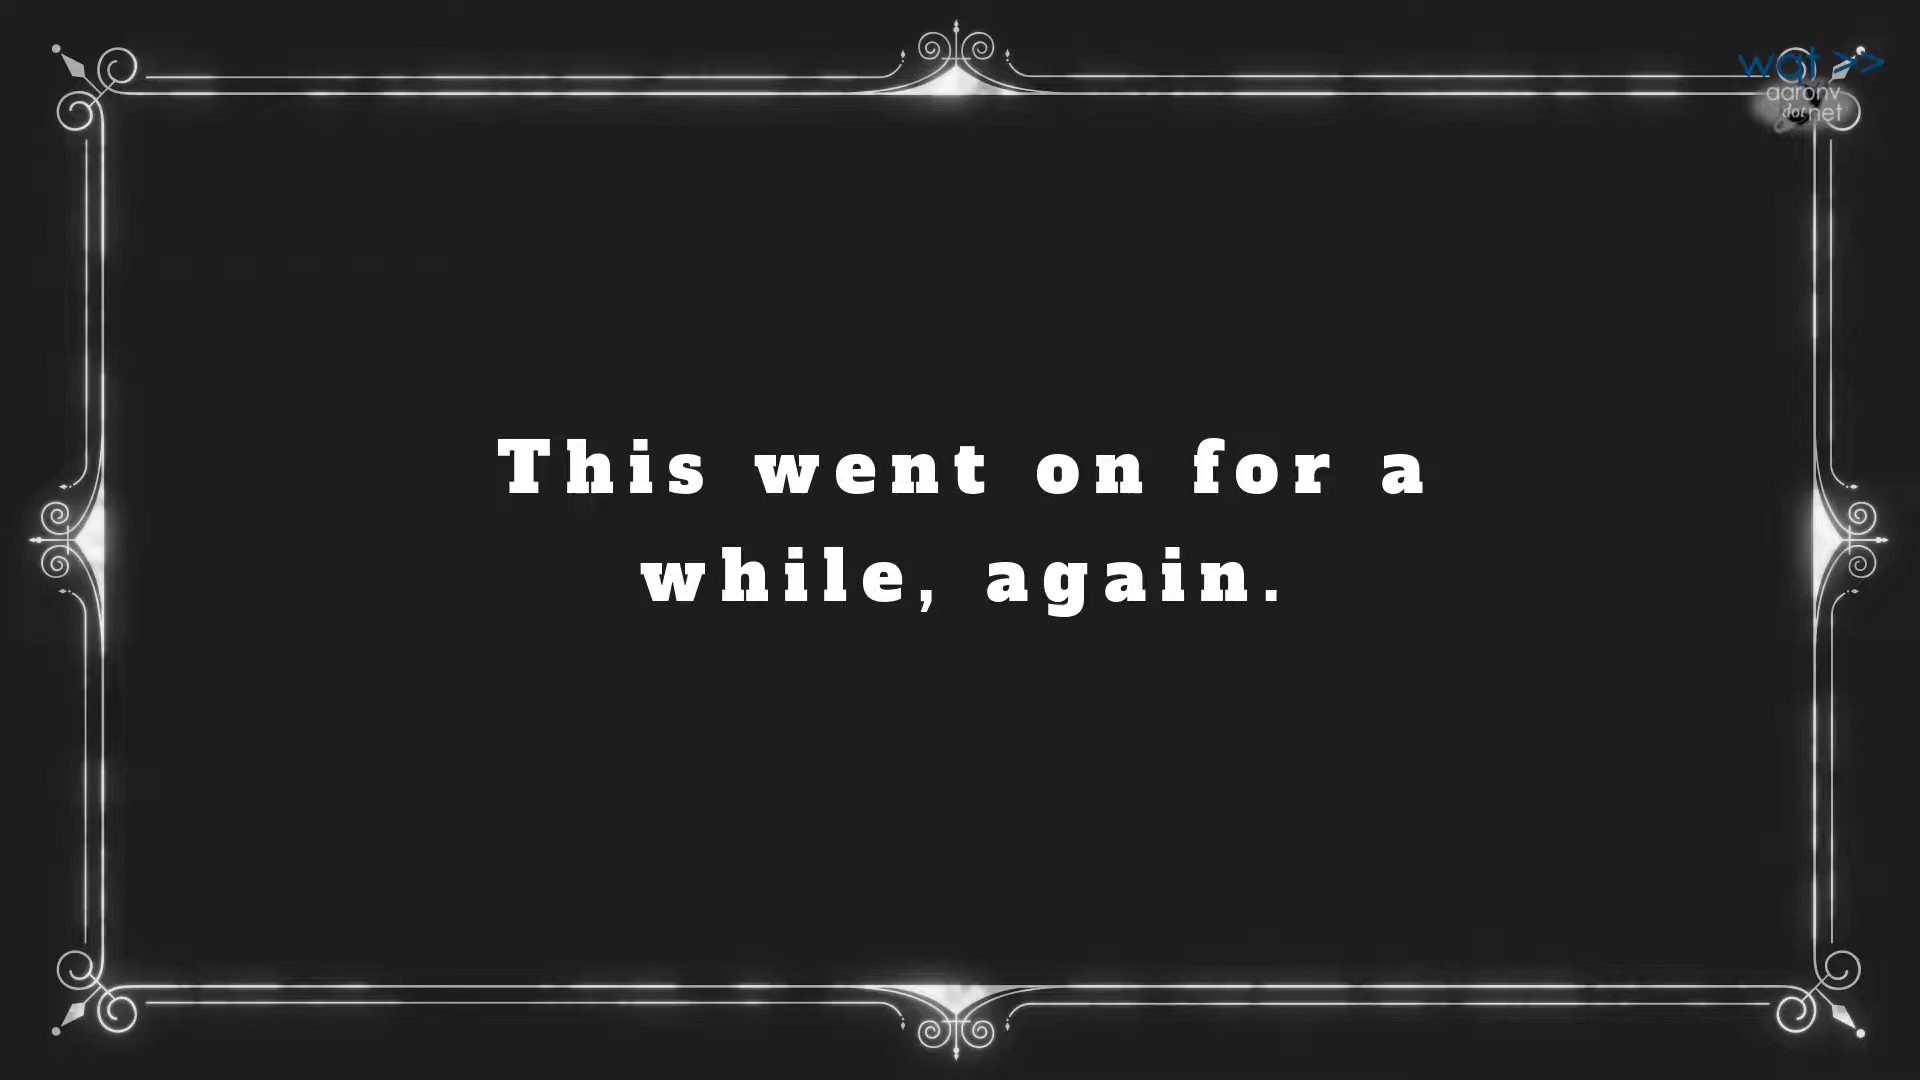 wat >>
aaronv
dot net
This went on for a
while, again.